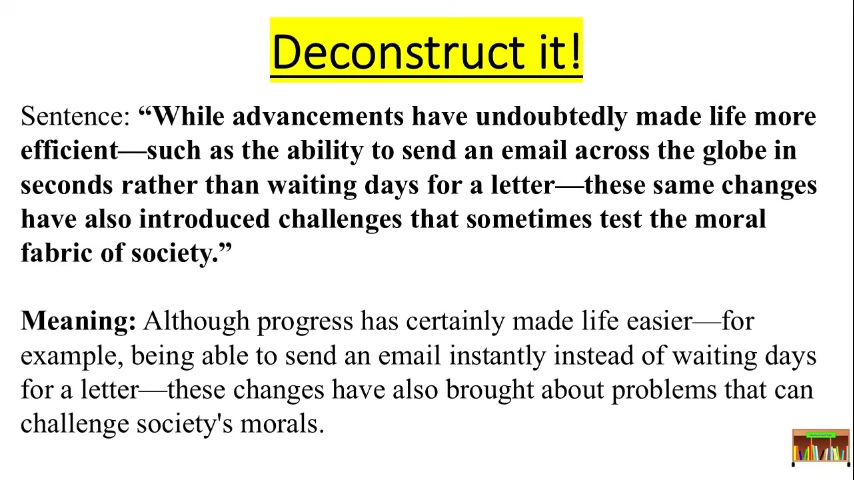 Deconstruct it!
Sentence: “While advancements have undoubtedly made life more
efficient—such as the ability to send an email across the globe in
seconds rather than waiting days for a letter—these same changes
have also introduced challenges that sometimes test the moral
fabric of society.”
Meaning: Although progress has certainly made life easier—for
example, being able to send an email instantly instead of waiting days
for a letter—these changes have also brought about problems that can
challenge society's morals.